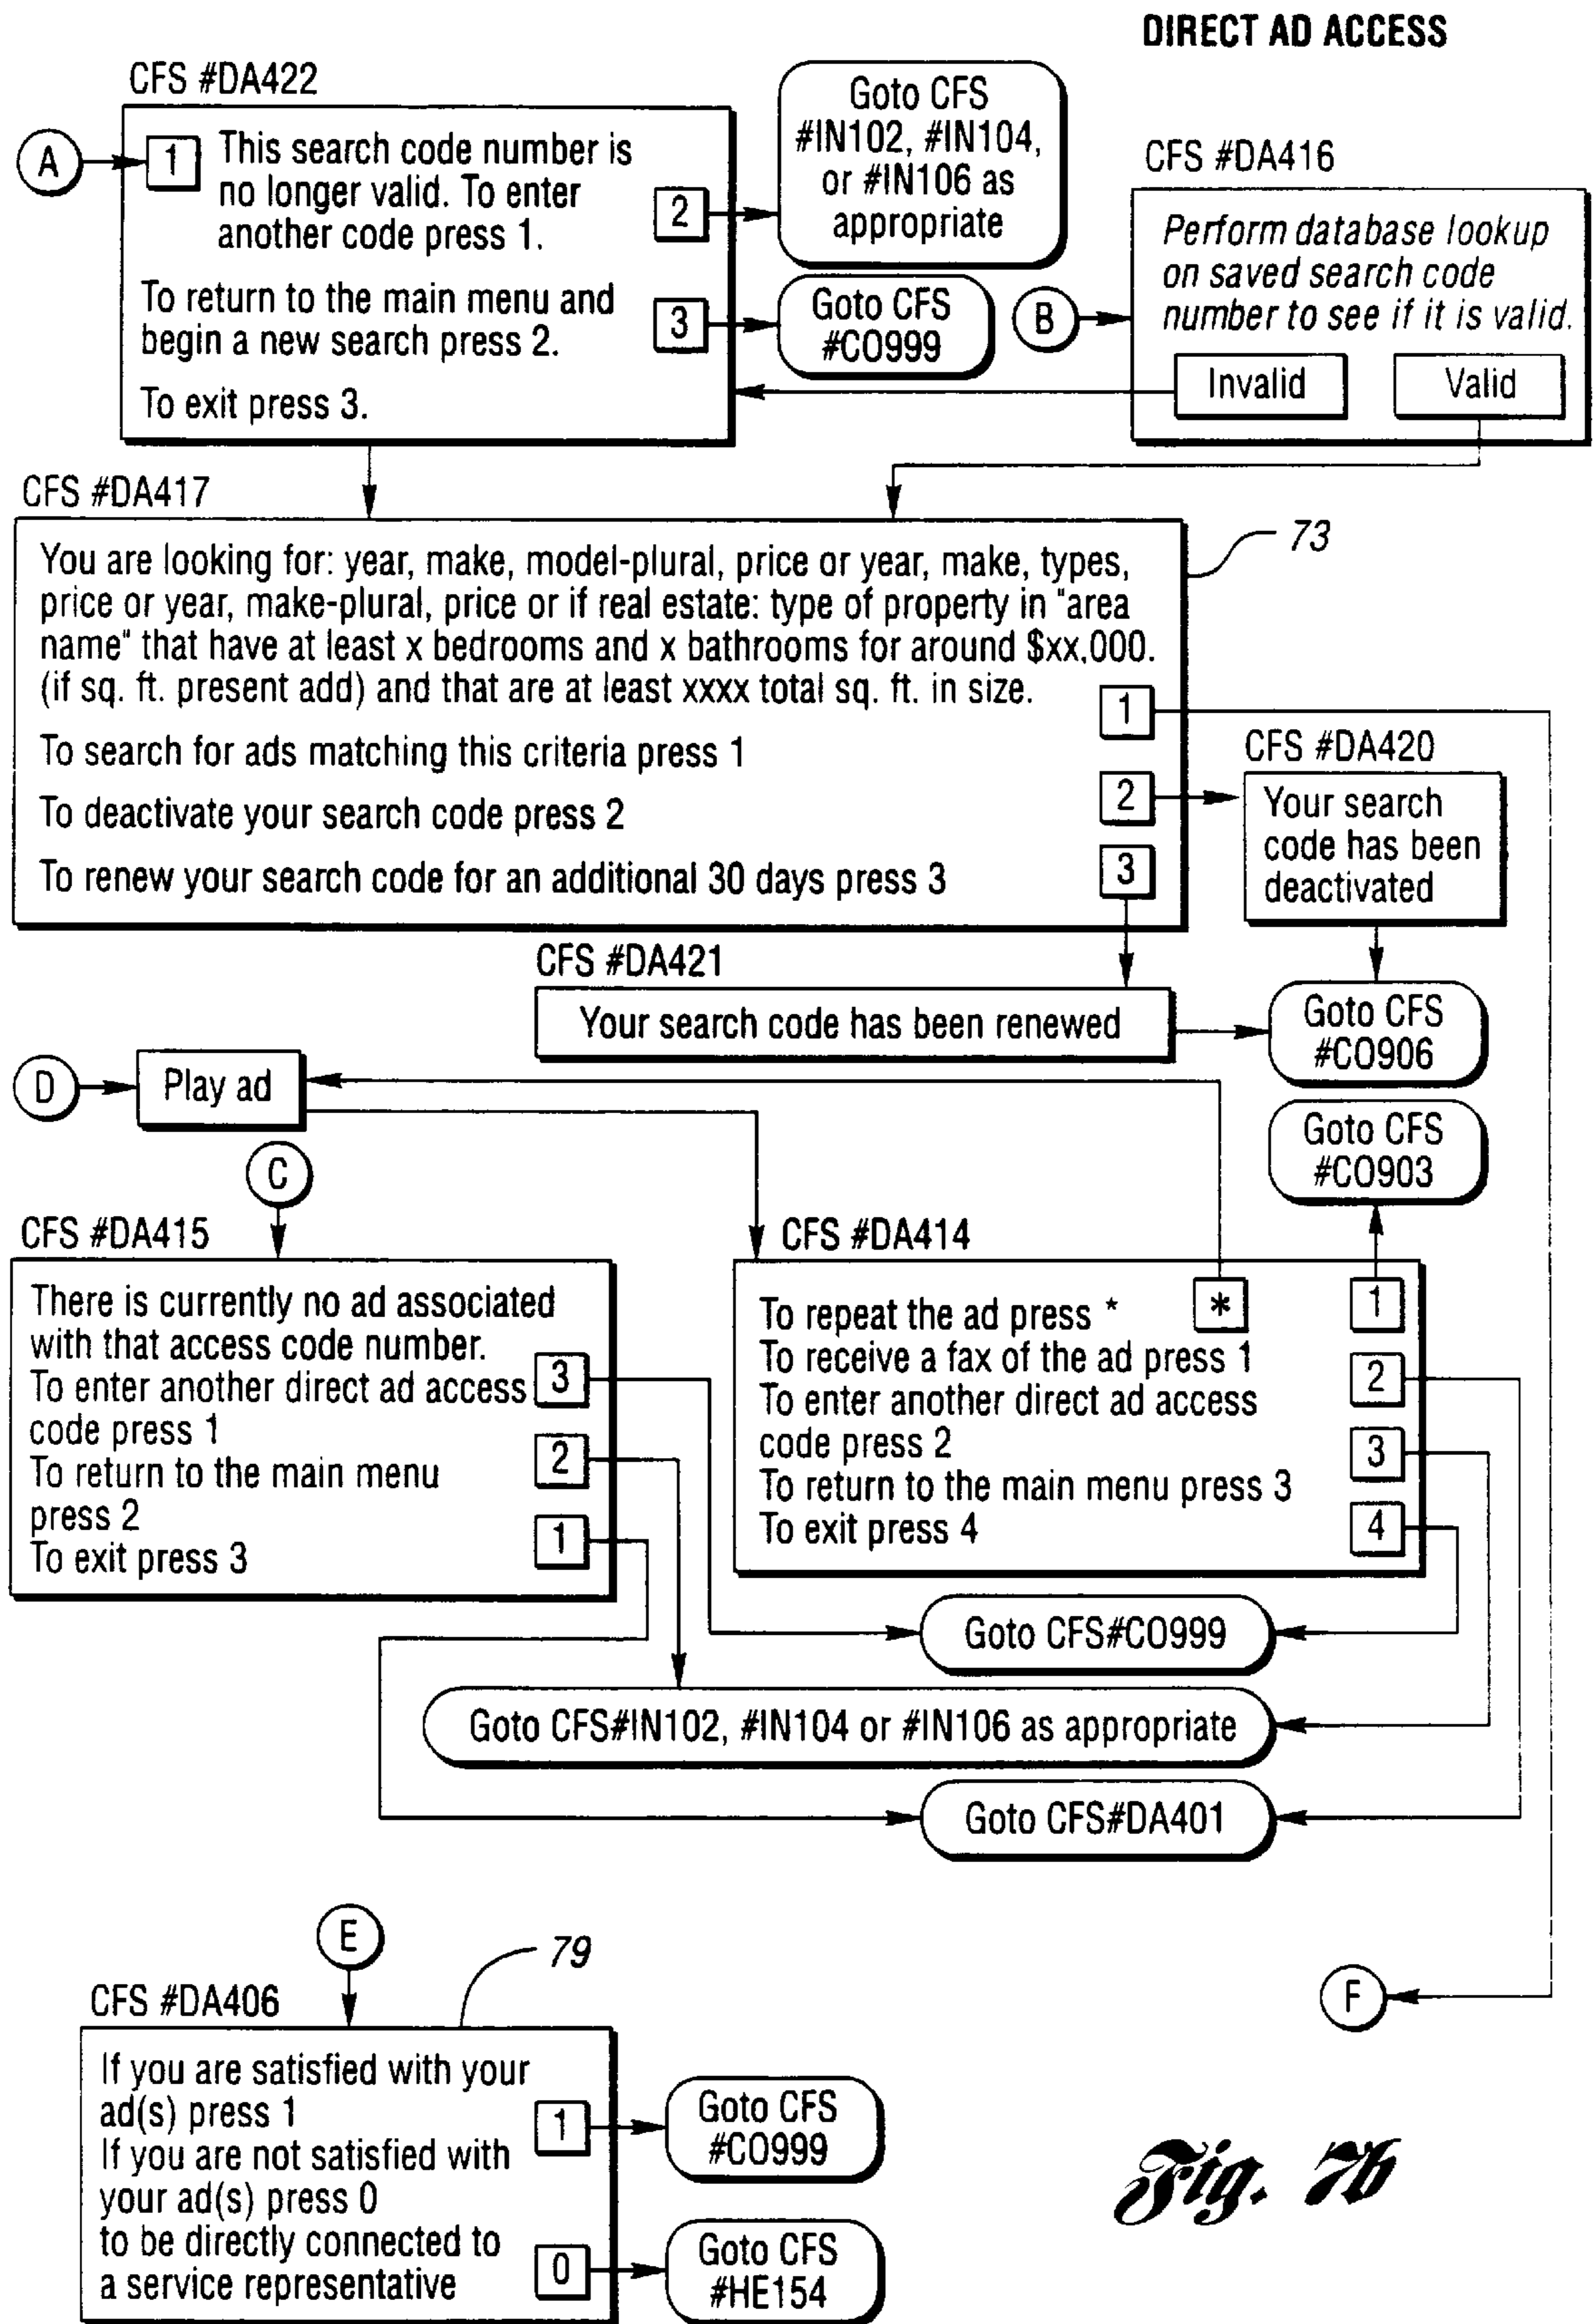 DIRECT AD ACCESS
CFS #DA422
A
1
This search code number is
no longer valid. To enter
another code press 1.
2
To return to the main menu and
begin a new search press 2.
3
To exit press 3.
Goto CFS
#IN102, #IN104,
or #IN106 as
appropriate
Goto CFS
#CO999
CFS #DA416
B
Perform database lookup
on saved search code
number to see if it is valid.
Invalid
Valid
CFS #DA417
73
You are looking for: year, make, model-plural, price or year, make, types,
price or year, make-plural, price or if real estate: type of property in "area
name" that have at least x bedrooms and x bathrooms for around $xx,000.
(if sq. ft. present add) and that are at least xxxx total sq. ft. in size.
1
To search for ads matching this criteria press 1
2
To deactivate your search code press 2
3
To renew your search code for an additional 30 days press 3
CFS #DA420
Your search
code has been
deactivated
CFS #DA421
Your search code has been renewed
Goto CFS
#CO906
D
Play ad
Goto CFS
#CO903
C
CFS #DA415
There is currently no ad associated
with that access code number.
To enter another direct ad access
code press 1
To return to the main menu
press 2
To exit press 3
3
2
1
CFS #DA414
To repeat the ad press *
To receive a fax of the ad press 1
To enter another direct ad access
code press 2
To return to the main menu press 3
To exit press 4
*
1
2
3
4
Goto CFS#CO999
Goto CFS#IN102, #IN104 or #IN106 as appropriate
Goto CFS#DA401
E
79
F
CFS #DA406
If you are satisfied with your
ad(s) press 1
If you are not satisfied with
your ad(s) press 0
to be directly connected to
a service representative
1
0
Goto CFS
#CO999
Goto CFS
#HE154
Fig. 7b